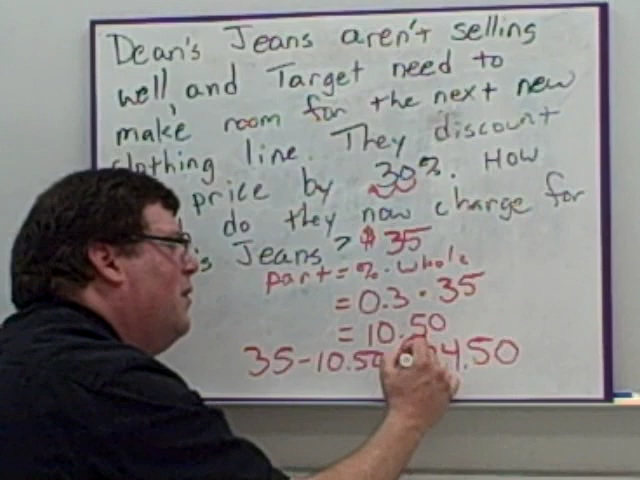 Dean's Jeans aren't selling
well, and Target need to
make room for the next new
clothing line. They discount
price by 30%. How
do they now charge for
Jeans? $35
part = % · whole
= 0.3 · 35
= 10.50
35 - 10.50 4.50